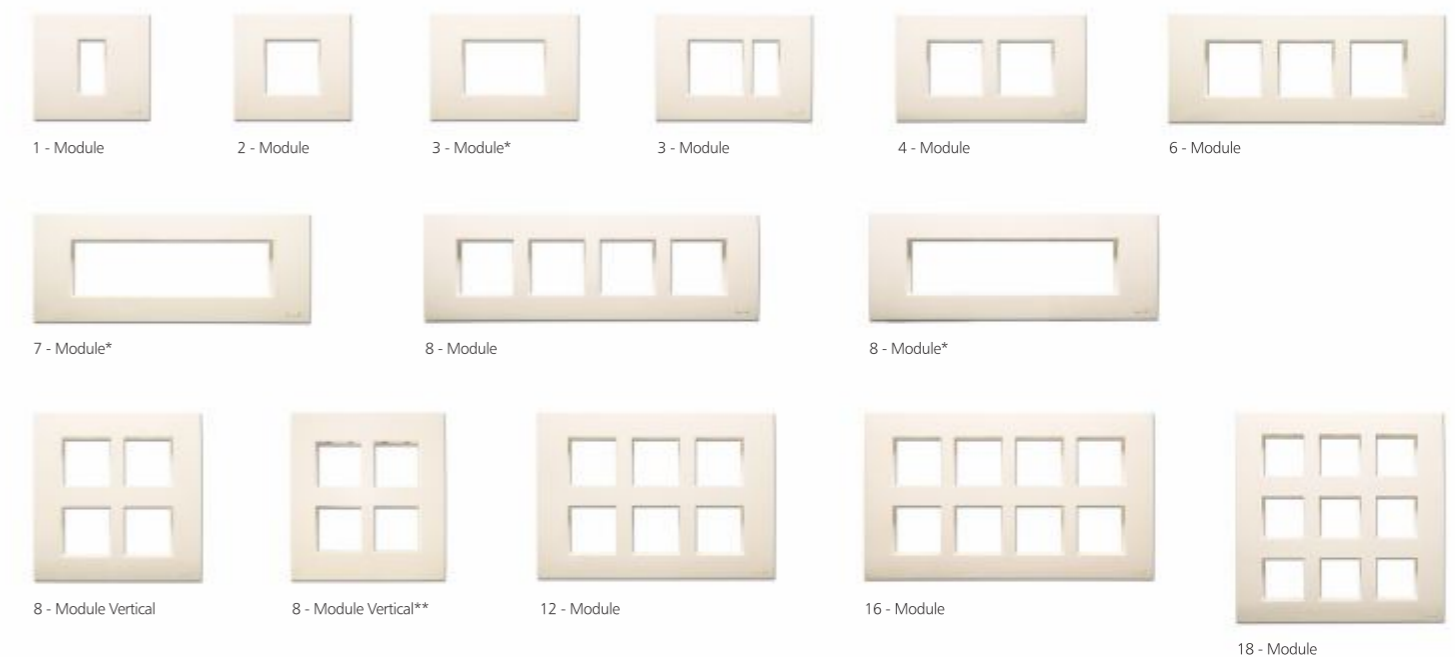 1 - Module
2 - Module
3 - Module*
3 - Module
4 - Module
6 - Module
7 - Module*
8 - Module
8 - Module*
8 - Module Vertical
8 - Module Vertical**
12 - Module
16 - Module
18 - Module